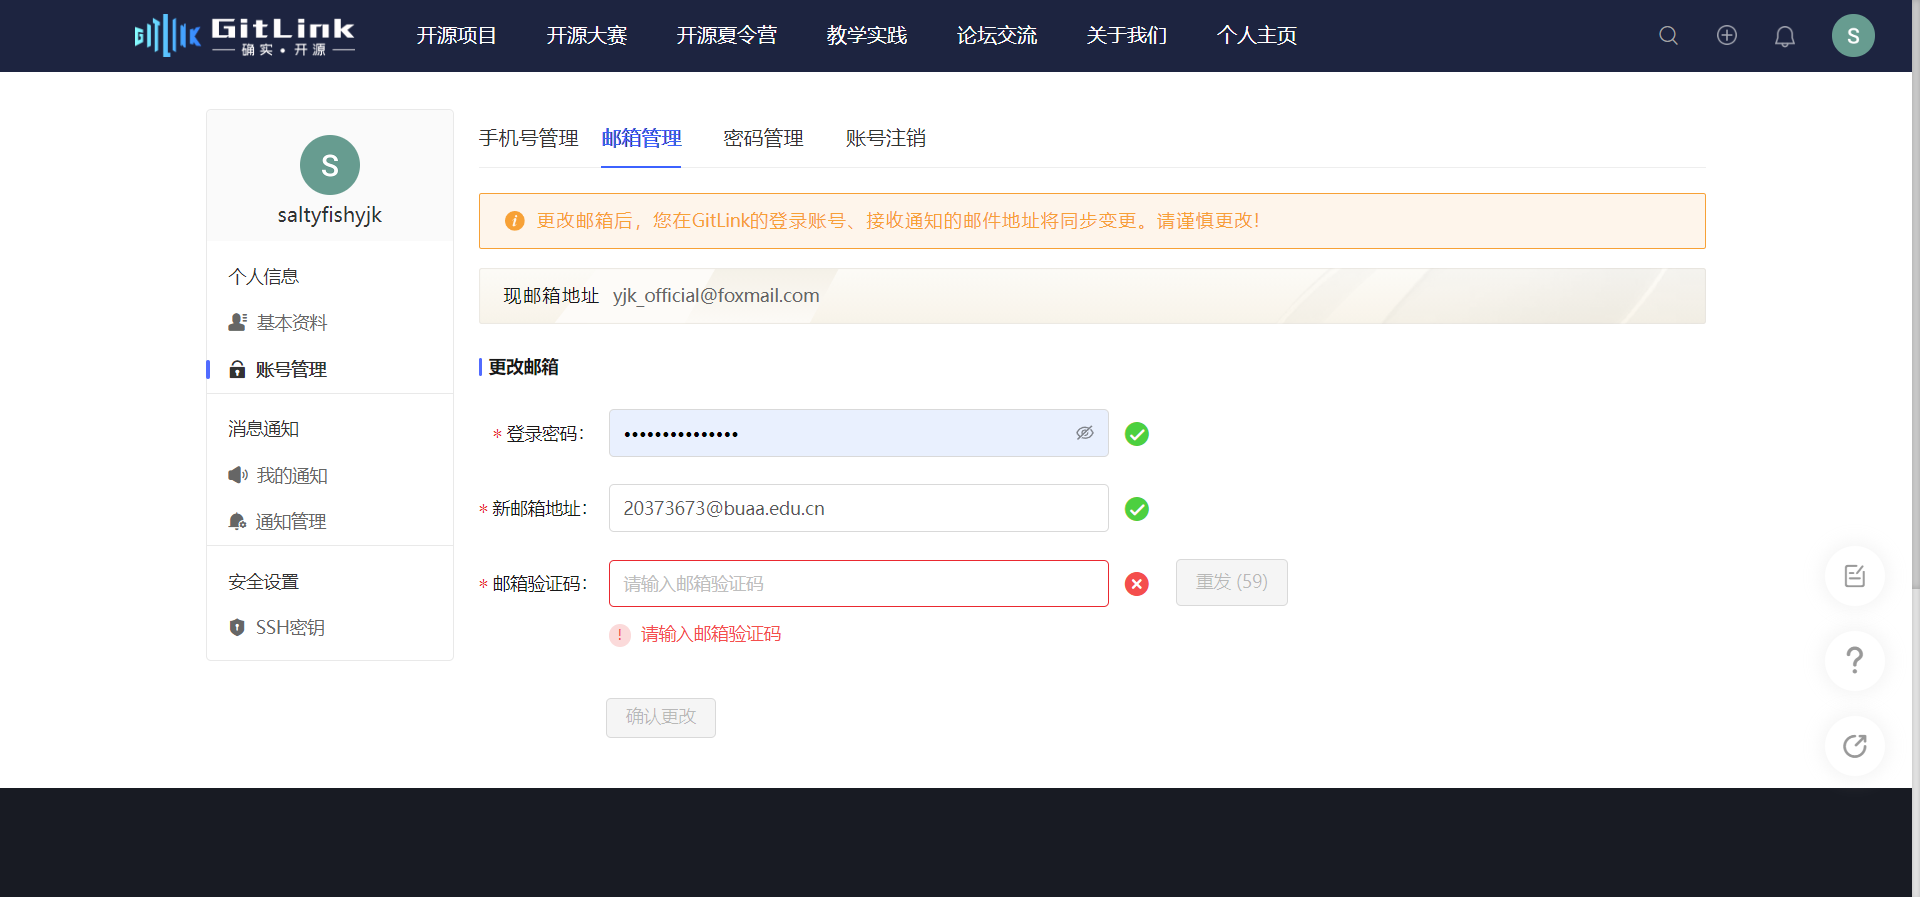 GitLink
确实·开源
开源项目 开源大赛 开源夏令营 教学实践 论坛交流 关于我们 个人主页
S
S
saltyfishyjk
个人信息
基本资料
账号管理
消息通知
我的通知
通知管理
安全设置
SSH密钥
手机号管理 邮箱管理 密码管理 账号注销
更改邮箱后，您在GitLink的登录账号、接收通知的邮件地址将同步变更。请谨慎更改！
现邮箱地址 yjk_official@foxmail.com
更改邮箱
* 登录密码： •••••••••••••••
* 新邮箱地址： 20373673@buaa.edu.cn
* 邮箱验证码： 请输入邮箱验证码 重发 (59)
请输入邮箱验证码
确认更改